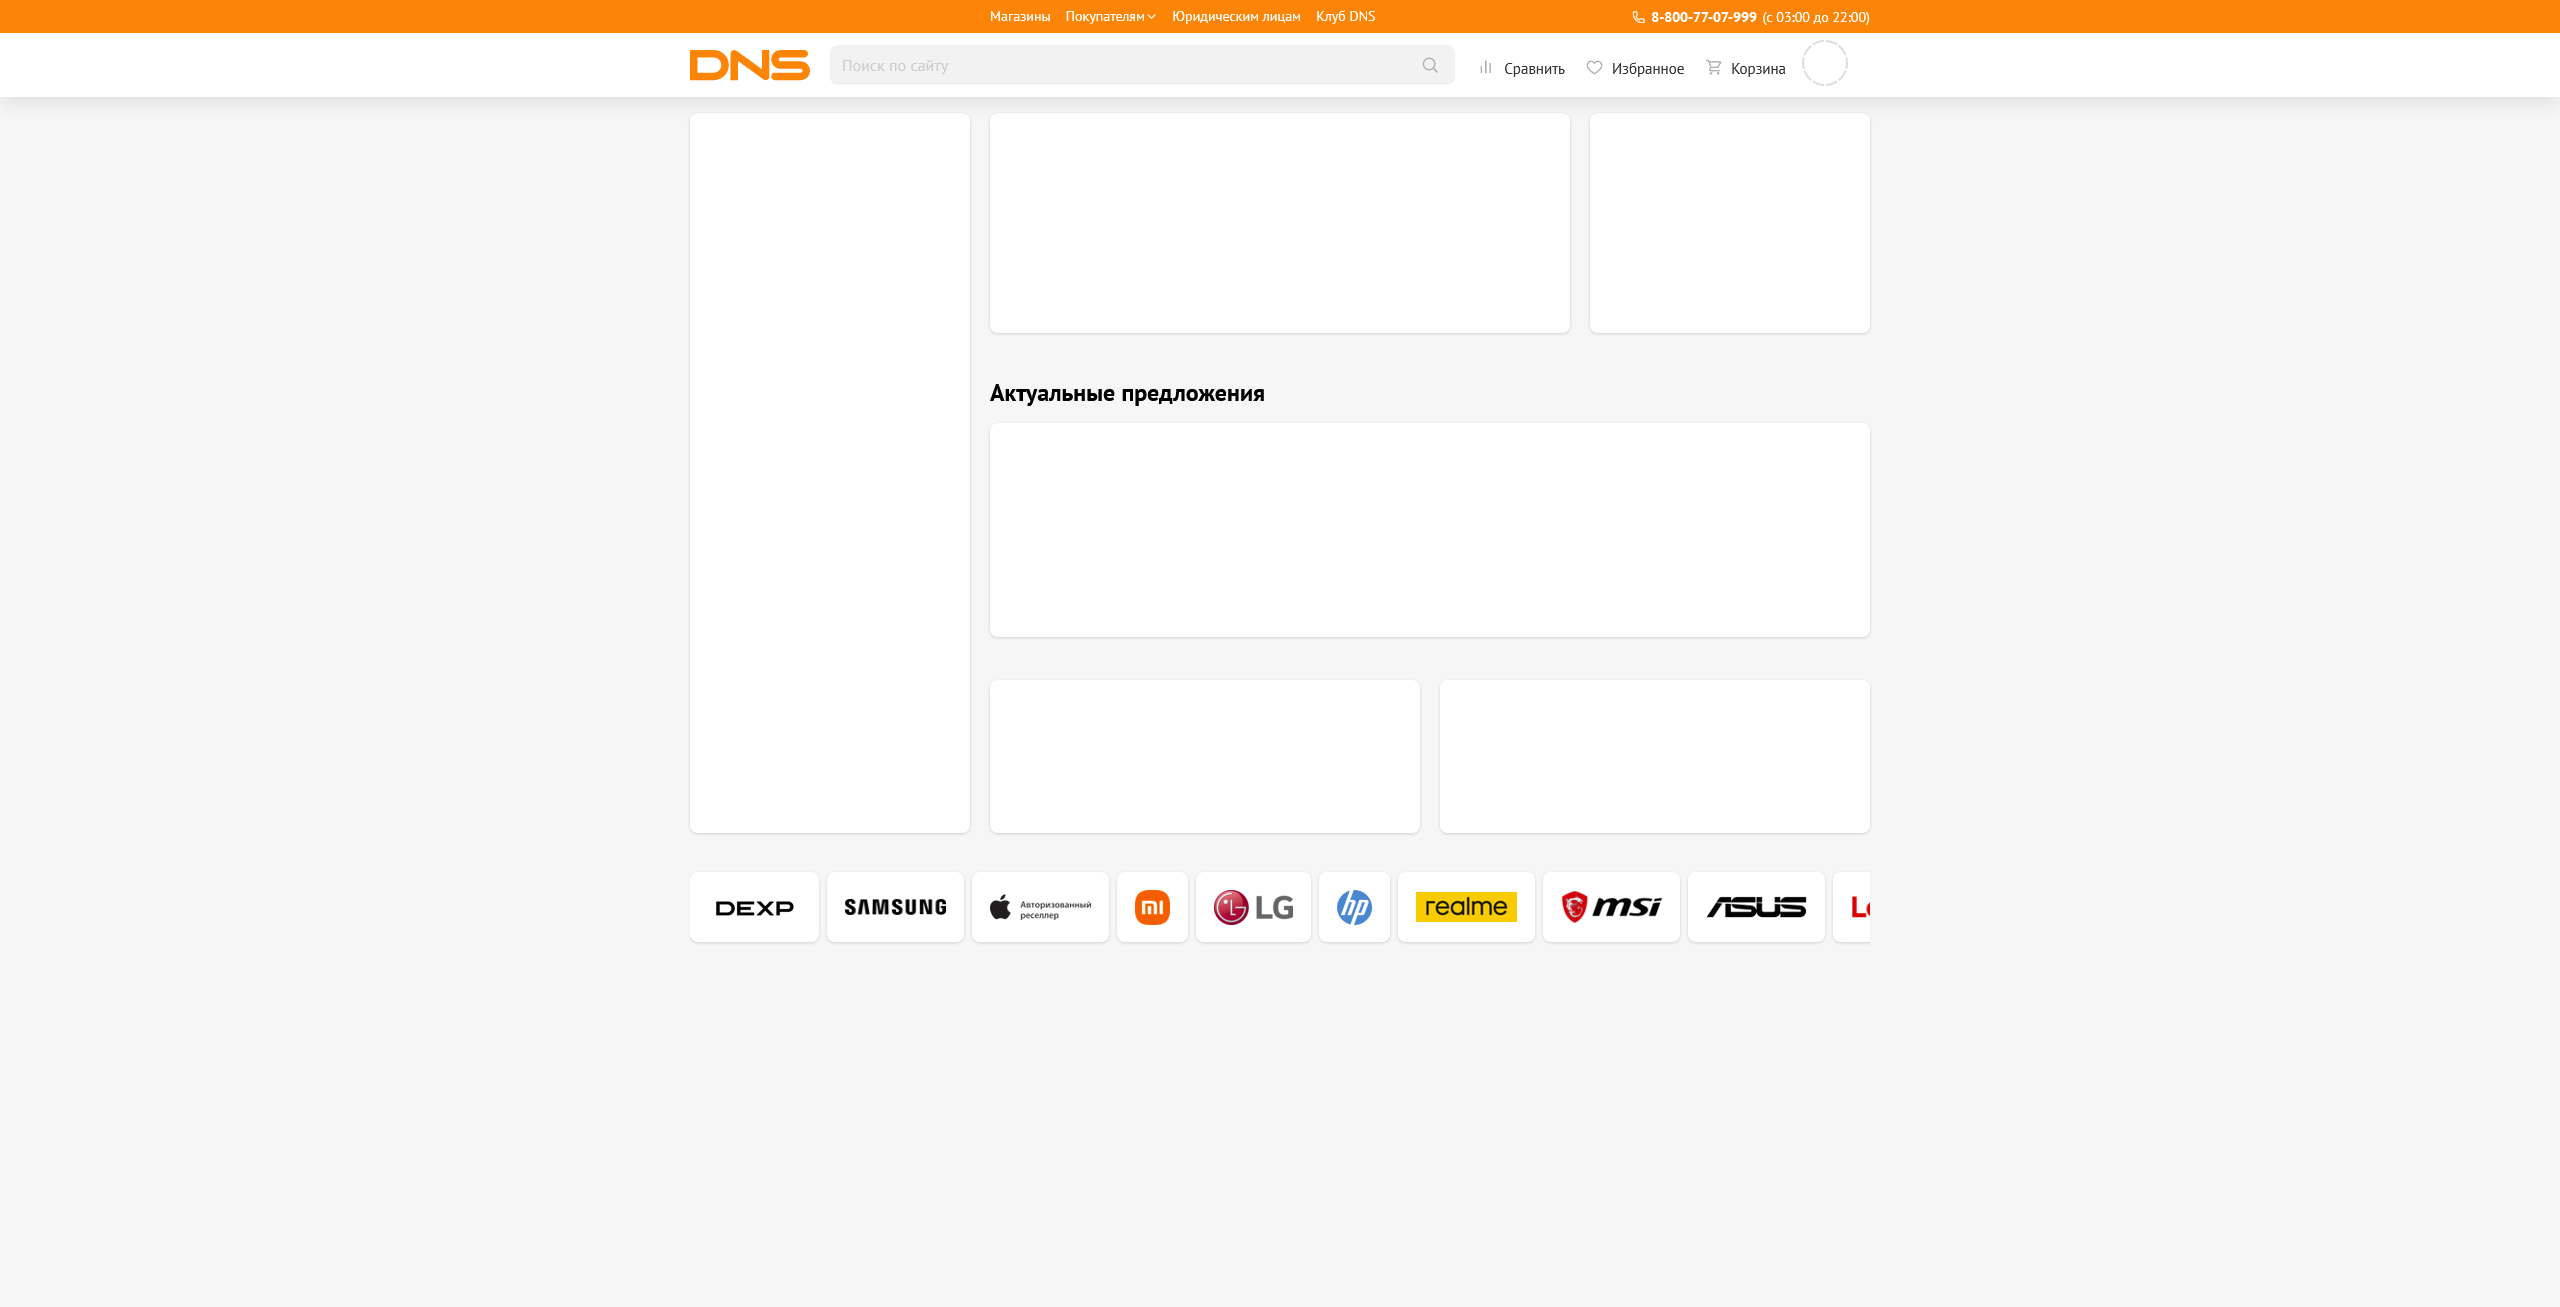 Магазины Покупателям Юридическим лицам Клуб DNS 8-800-77-07-999 (с 03:00 до 22:00)
DNS Поиск по сайту Сравнить Избранное Корзина
Актуальные предложения
DEXP SAMSUNG Авторизованный реселлер mi LG hp realme msi ASUS